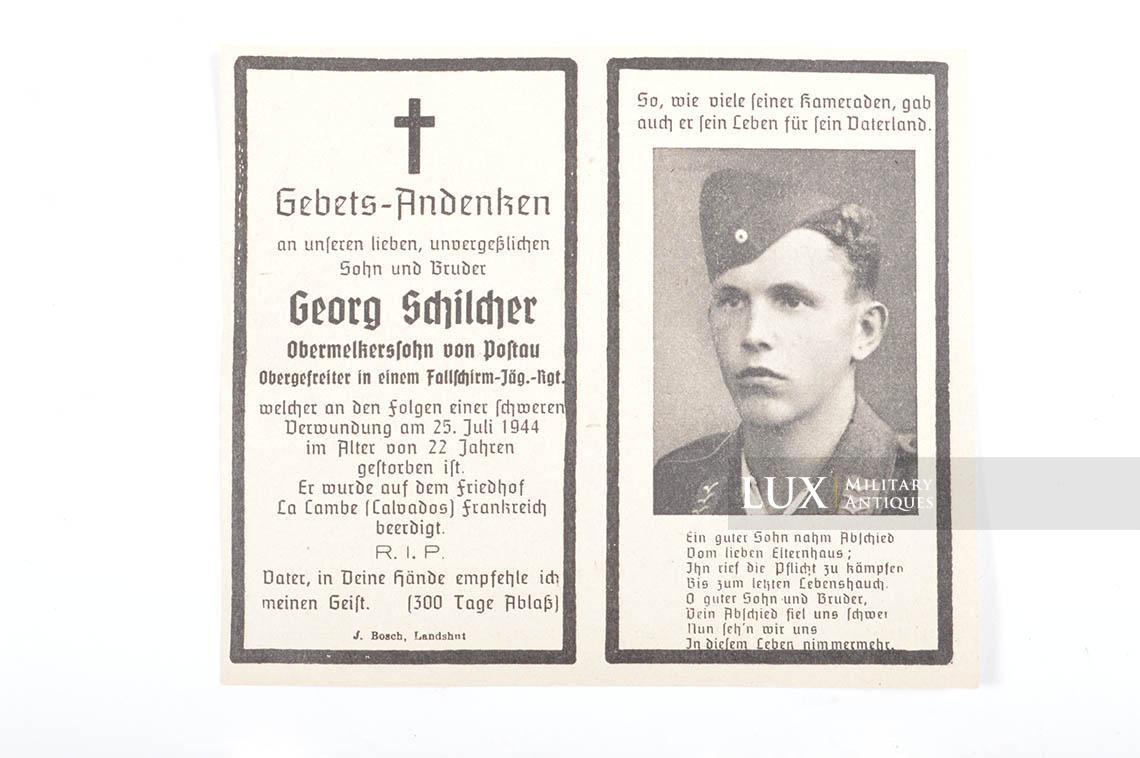 Gebets-Andenken
an unseren lieben, unvergeßlichen
Sohn und Bruder
Georg Schilcher
Obermelkerssohn von Postau
Obergefreiter in einem Fallschirm-Jäg.-Rgt.
welcher an den Folgen einer schweren
Verwundung am 25. Juli 1944
im Alter von 22 Jahren
gestorben ist.
Er wurde auf dem Friedhof
La Cambe (Calvados) Frankreich
beerdigt.
R. I. P.
Vater, in Deine Hände empfehle ich
meinen Geist. (300 Tage Ablaß)
J. Bosch, Landshut
So, wie viele seiner Kameraden, gab
auch er sein Leben für sein Vaterland.
LUX MILITARY ANTIQUES
Ein guter Sohn nahm Abschied
Vom lieben Elternhaus;
Ihn rief die Pflicht zu kämpfen
Bis zum letzten Lebenshauch.
O guter Sohn und Bruder,
Dein Abschied fiel uns schwer
Nun seh'n wir uns
In diesem Leben nimmermehr.